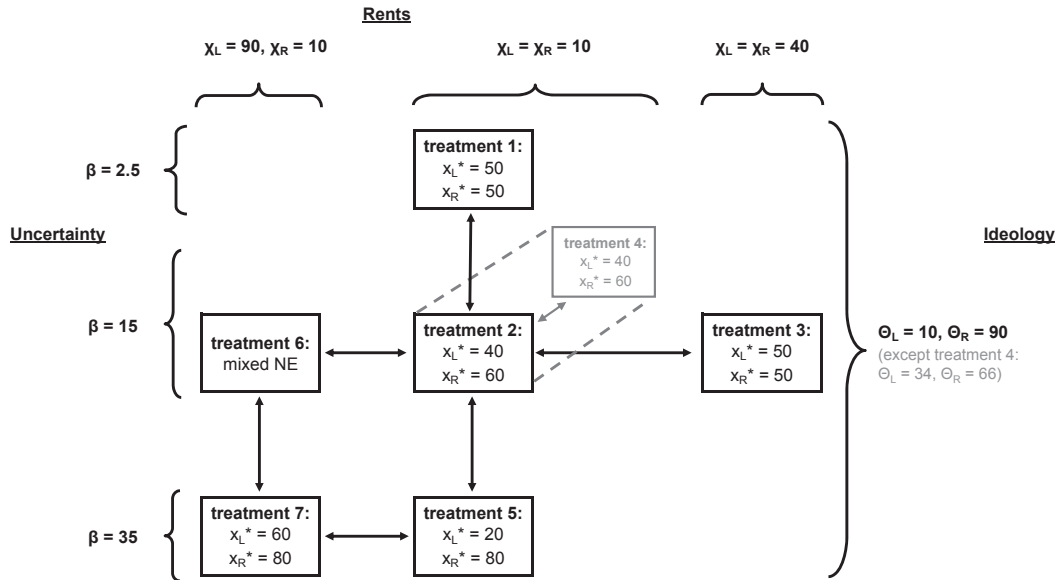 Rents
χL = 90, χR = 10
χL = χR = 10
χL = χR = 40
β = 2.5
treatment 1:
xL* = 50
xR* = 50
Uncertainty
Ideology
treatment 4:
xL* = 40
xR* = 60
β = 15
treatment 6:
mixed NE
treatment 2:
xL* = 40
xR* = 60
treatment 3:
xL* = 50
xR* = 50
ΘL = 10, ΘR = 90
(except treatment 4:
ΘL = 34, ΘR = 66)
β = 35
treatment 7:
xL* = 60
xR* = 80
treatment 5:
xL* = 20
xR* = 80